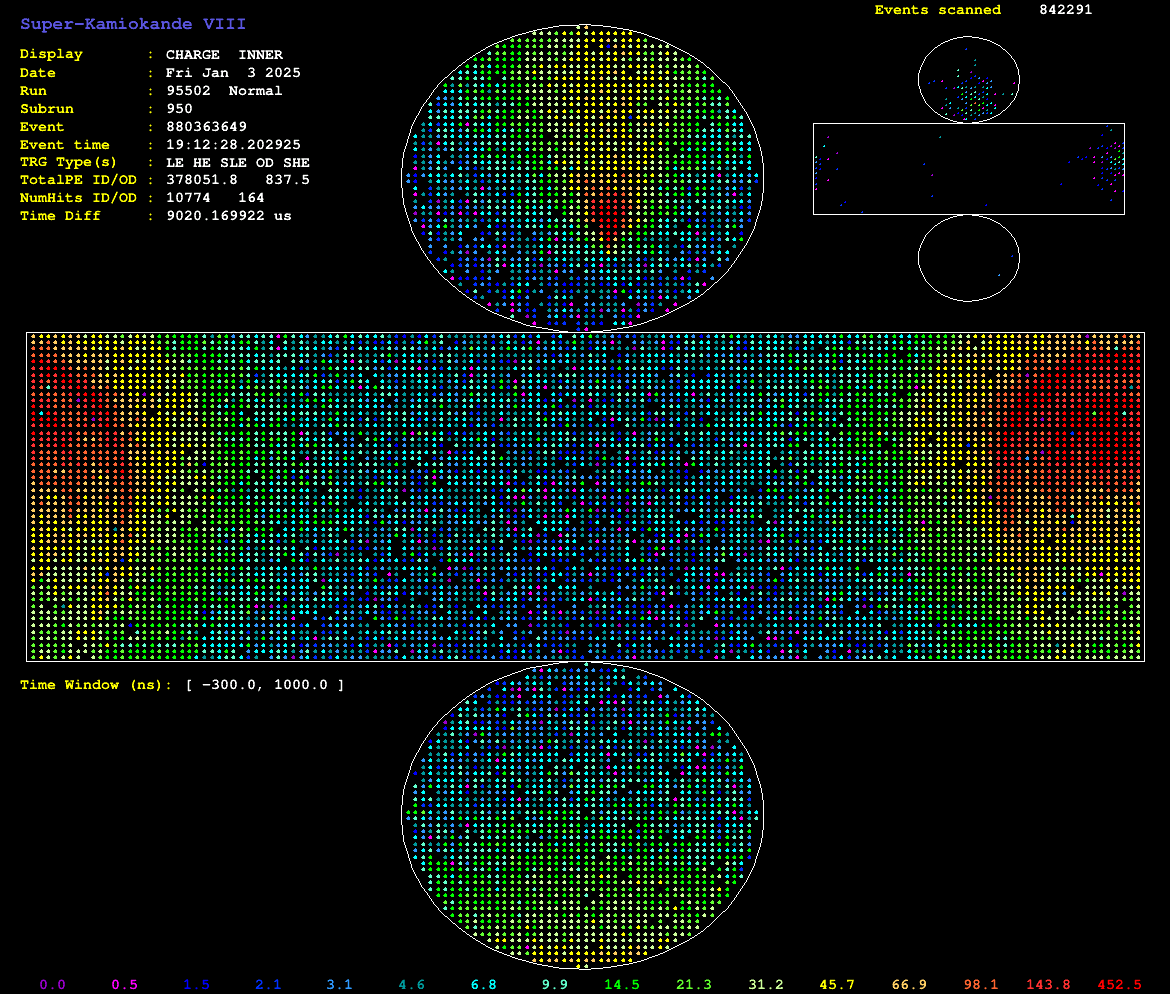 Super-Kamiokande VIII
Display : CHARGE INNER
Date : Fri Jan 3 2025
Run : 95502 Normal
Subrun : 950
Event : 880363649
Event time : 19:12:28.202925
TRG Type(s) : LE HE SLE OD SHE
TotalPE ID/OD : 378051.8 837.5
NumHits ID/OD : 10774 164
Time Diff : 9020.169922 us
Events scanned 842291
Time Window (ns): [ −300.0, 1000.0 ]
0.0 0.5 1.5 2.1 3.1 4.6 6.8 9.9 14.5 21.3 31.2 45.7 66.9 98.1 143.8 452.5